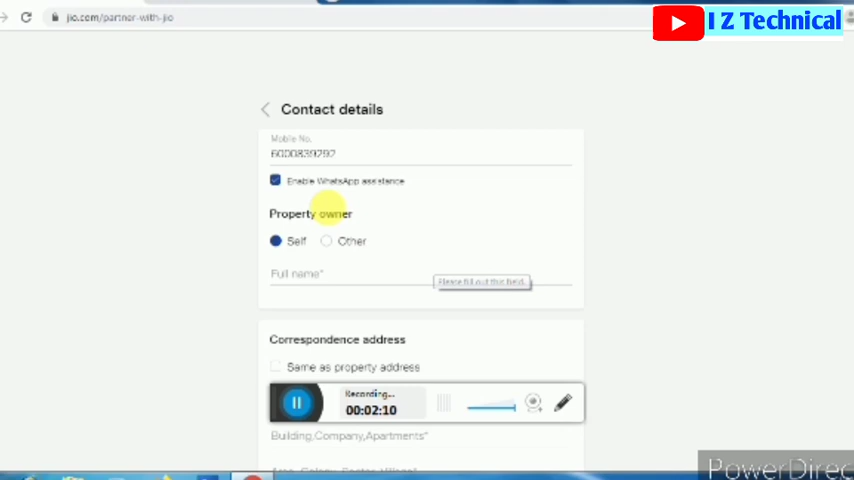 jio.com/partner-with-jio
I Z Technical
Contact details
Mobile No.
6000839292
Enable WhatsApp assistance
Property owner
Self
Other
Full name*
Please fill out this field.
Correspondence address
Same as property address
Recording...
00:02:10
Building,Company,Apartments*
PowerDirec